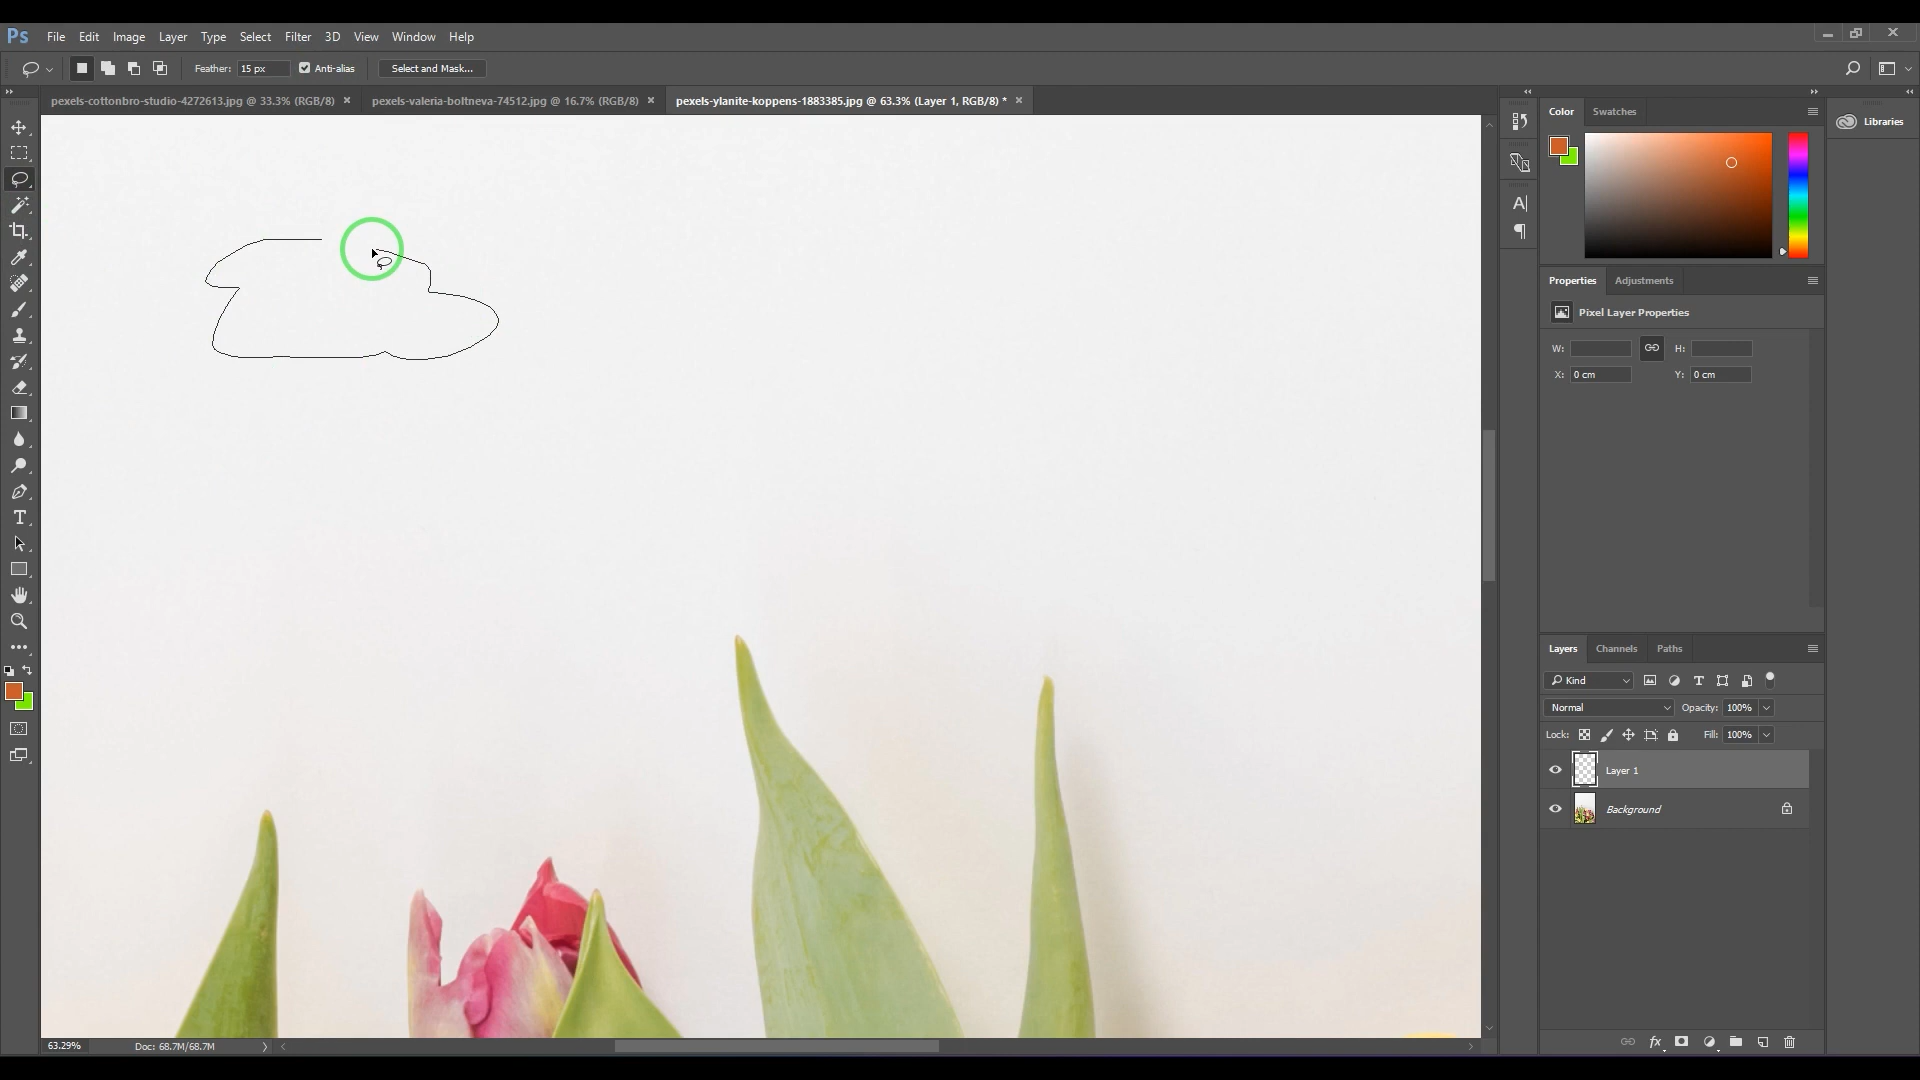 Ps File Edit Image Layer Type Select Filter 3D View Window Help
Feather: 15 px Anti-alias Select and Mask...
pexels-cottonbro-studio-4272613.jpg @ 33.3% (RGB/8) × pexels-valeria-boltneva-74512.jpg @ 16.7% (RGB/8) × pexels-ylanite-koppens-1883385.jpg @ 63.3% (Layer 1, RGB/8) * ×
Color Swatches
Libraries
Properties Adjustments
Pixel Layer Properties
W: H:
X: 0 cm Y: 0 cm
Layers Channels Paths
Kind
Normal Opacity: 100%
Lock: Fill: 100%
Layer 1
Background
63.29% Doc: 68.7M/68.7M